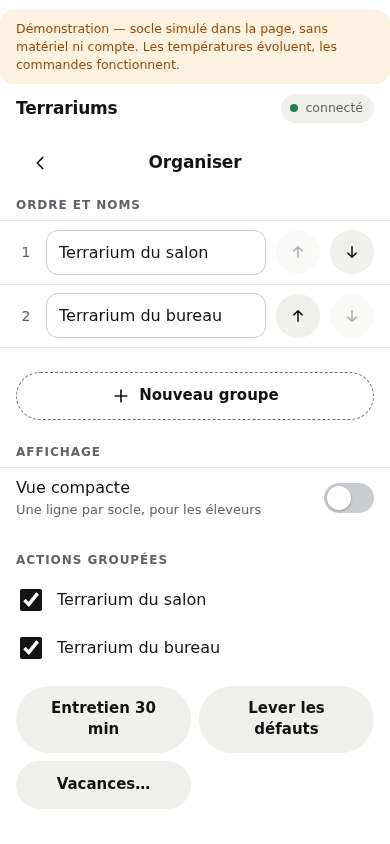 Démonstration — socle simulé dans la page, sans
matériel ni compte. Les températures évoluent, les
commandes fonctionnent.
Terrariums
connecté
Organiser
ORDRE ET NOMS
1 Terrarium du salon
2 Terrarium du bureau
Nouveau groupe
AFFICHAGE
Vue compacte
Une ligne par socle, pour les éleveurs
ACTIONS GROUPÉES
Terrarium du salon
Terrarium du bureau
Entretien 30
min
Lever les
défauts
Vacances…